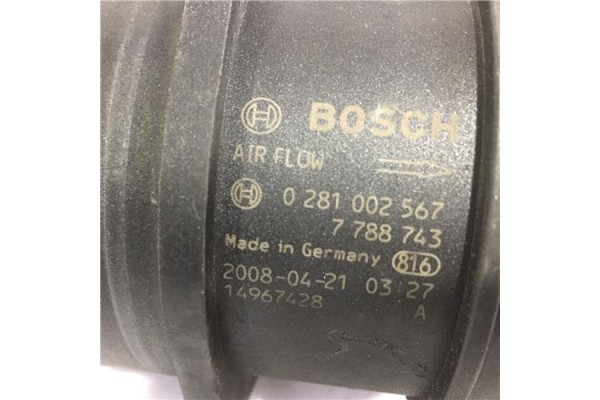 BOSCH
AIR FLOW
0 281 002 567
7 788 743
Made in Germany 816
2008-04-21 03:27
14967428 A